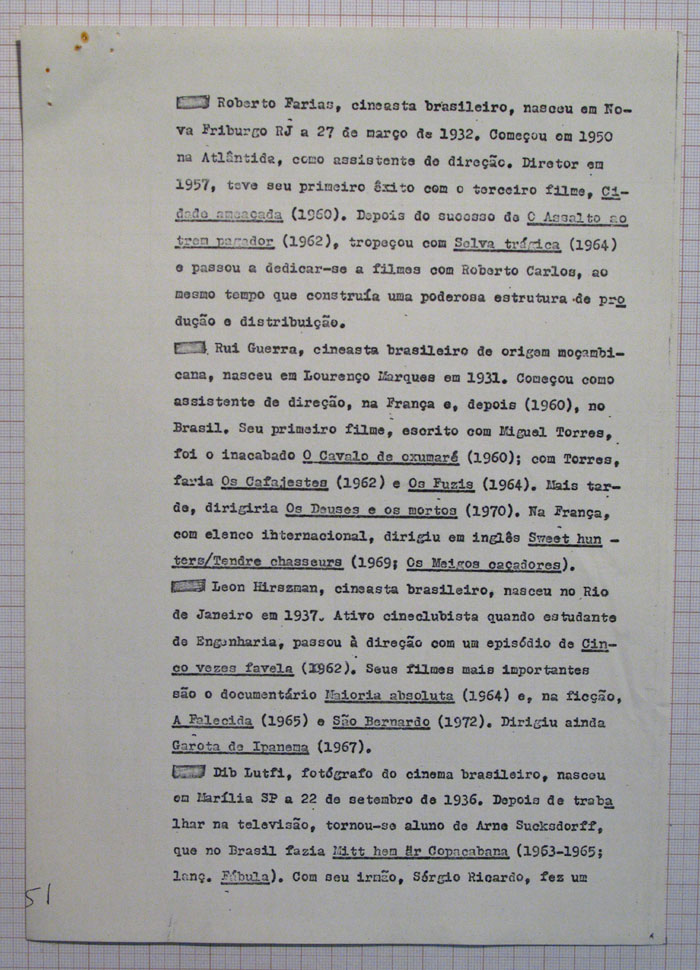 Roberto Farias, cineasta brasileiro, nasceu em No-
va Friburgo RJ a 27 de março de 1932. Começou em 1950
na Atlântida, como assistente de direção. Diretor em
1957, teve seu primeiro êxito com o terceiro filme, Ci-
dade ameaçada (1960). Depois do sucesso de O Assalto ao
trem pagador (1962), tropeçou com Selva trágica (1964)
e passou a dedicar-se a filmes com Roberto Carlos, ao
mesmo tempo que construía uma poderosa estrutura de pro
dução e distribuição.
Rui Guerra, cineasta brasileiro de origem moçambi-
cana, nasceu em Lourenço Marques em 1931. Começou como
assistente de direção, na França e, depois (1960), no
Brasil. Seu primeiro filme, escrito com Miguel Torres,
foi o inacabado O Cavalo de oxumaré (1960); com Torres,
faria Os Cafajestes (1962) e Os Fuzis (1964). Mais tar-
de, dirigiria Os Deuses e os mortos (1970). Na França,
com elenco ihternacional, dirigiu em inglês Sweet hun -
ters/Tendre chasseurs (1969; Os Meigos caçadores).
Leon Hirszman, cineasta brasileiro, nasceu no Rio
de Janeiro em 1937. Ativo cineclubista quando estudante
de Engenharia, passou à direção com um episódio de Cin-
co vezes favela (1962). Seus filmes mais importantes
são o documentário Maioria absoluta (1964) e, na ficção,
A Falecida (1965) e São Bernardo (1972). Dirigiu ainda
Garota de Ipanema (1967).
Dib Lutfi, fotógrafo do cinema brasileiro, nasceu
em Marília SP a 22 de setembro de 1936. Depois de traba
lhar na televisão, tornou-se aluno de Arne Sucksdorff,
que no Brasil fazia Mitt hem är Copacabana (1963-1965;
lanç. Fábula). Com seu irmão, Sérgio Ricardo, fez um
51